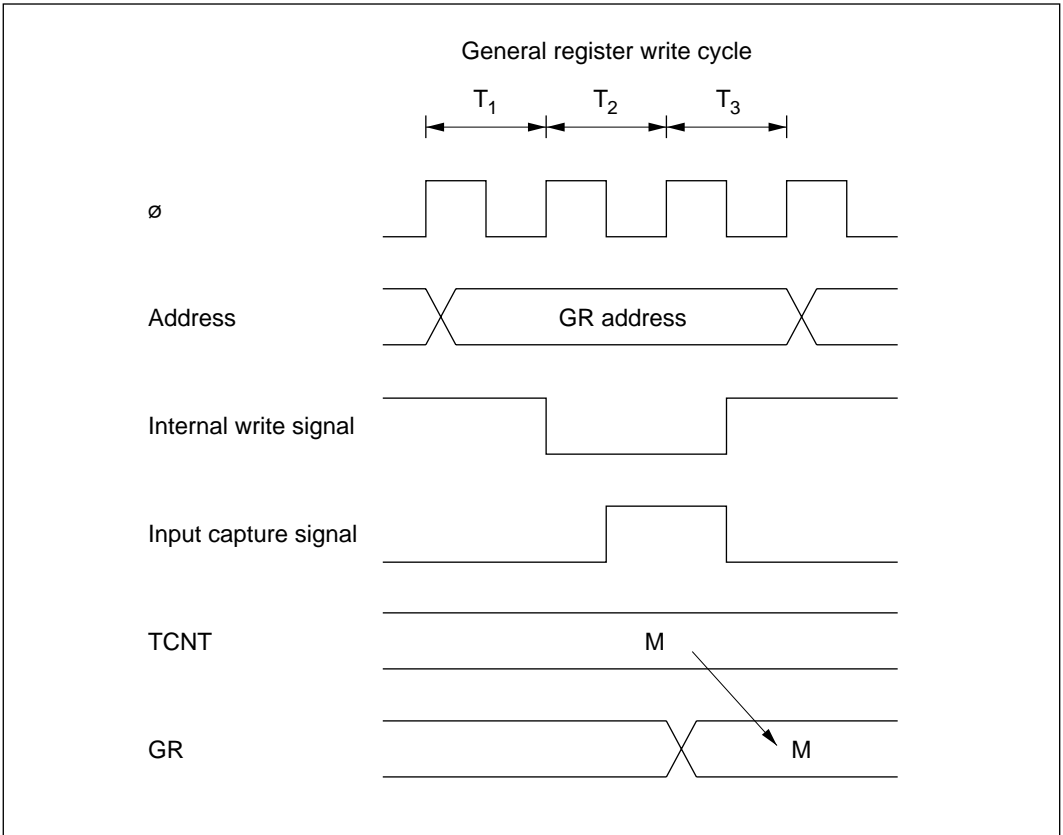 General register write cycle
T1 T2 T3
ø
Address GR address
Internal write signal
Input capture signal
TCNT M
GR M